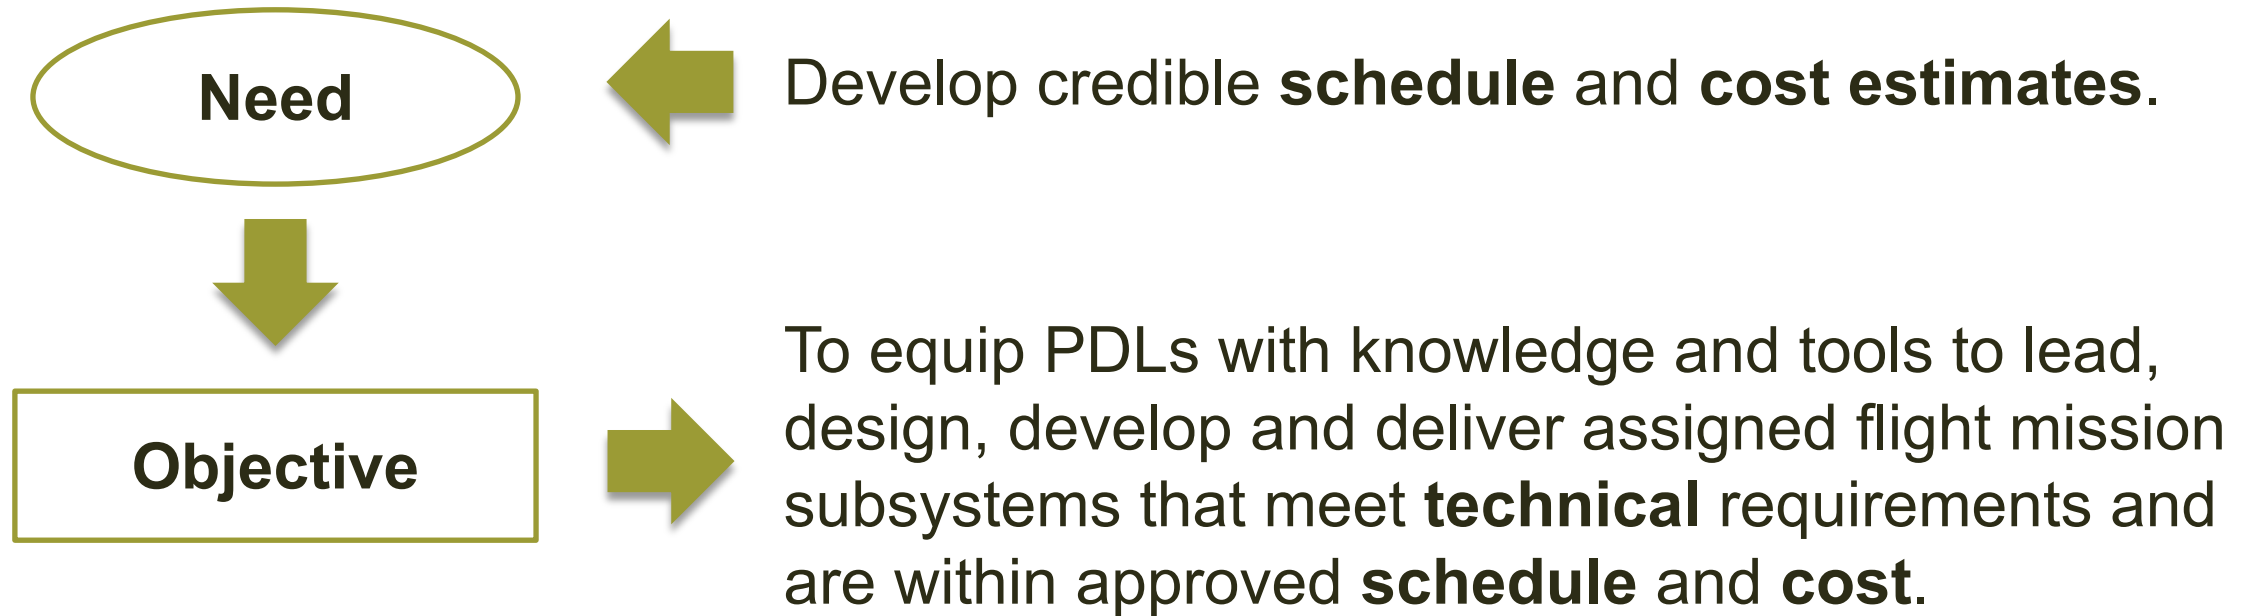 Need
Develop credible schedule and cost estimates.
Objective
To equip PDLs with knowledge and tools to lead,
design, develop and deliver assigned flight mission
subsystems that meet technical requirements and
are within approved schedule and cost.